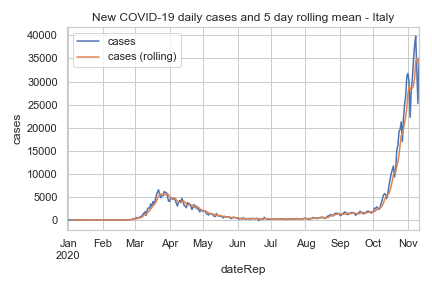 New COVID-19 daily cases and 5 day rolling mean - Italy
cases
cases (rolling)
40000
35000
30000
25000
20000
15000
10000
5000
0
cases
Jan Feb Mar Apr May Jun Jul Aug Sep Oct Nov
2020
dateRep